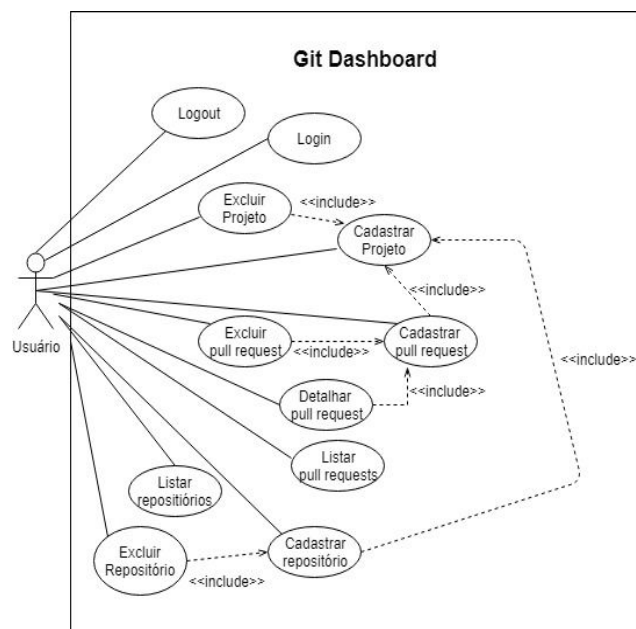 Git Dashboard
Logout
Login
Excluir
Projeto
<<include>>
Cadastrar
Projeto
<<include>>
Usuário
Excluir
pull request
<<include>>
Cadastrar
pull request
<<include>>
Detalhar
pull request
<<include>>
Listar
pull requests
Listar
repositiórios
Excluir
Repositório
<<include>>
Cadastrar
repositório